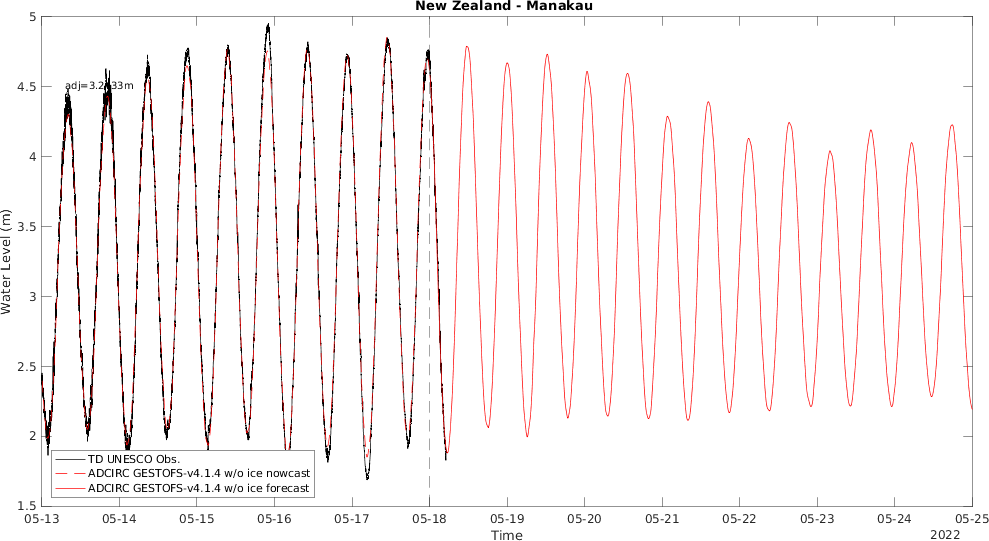 New Zealand - Manakau
5
4.5
4
3.5
3
2.5
2
1.5
Water Level (m)
TD UNESCO Obs.
ADCIRC GESTOFS-v4.1.4 w/o ice nowcast
ADCIRC GESTOFS-v4.1.4 w/o ice forecast
05-13 05-14 05-15 05-16 05-17 05-18 05-19 05-20 05-21 05-22 05-23 05-24 05-25
Time
2022